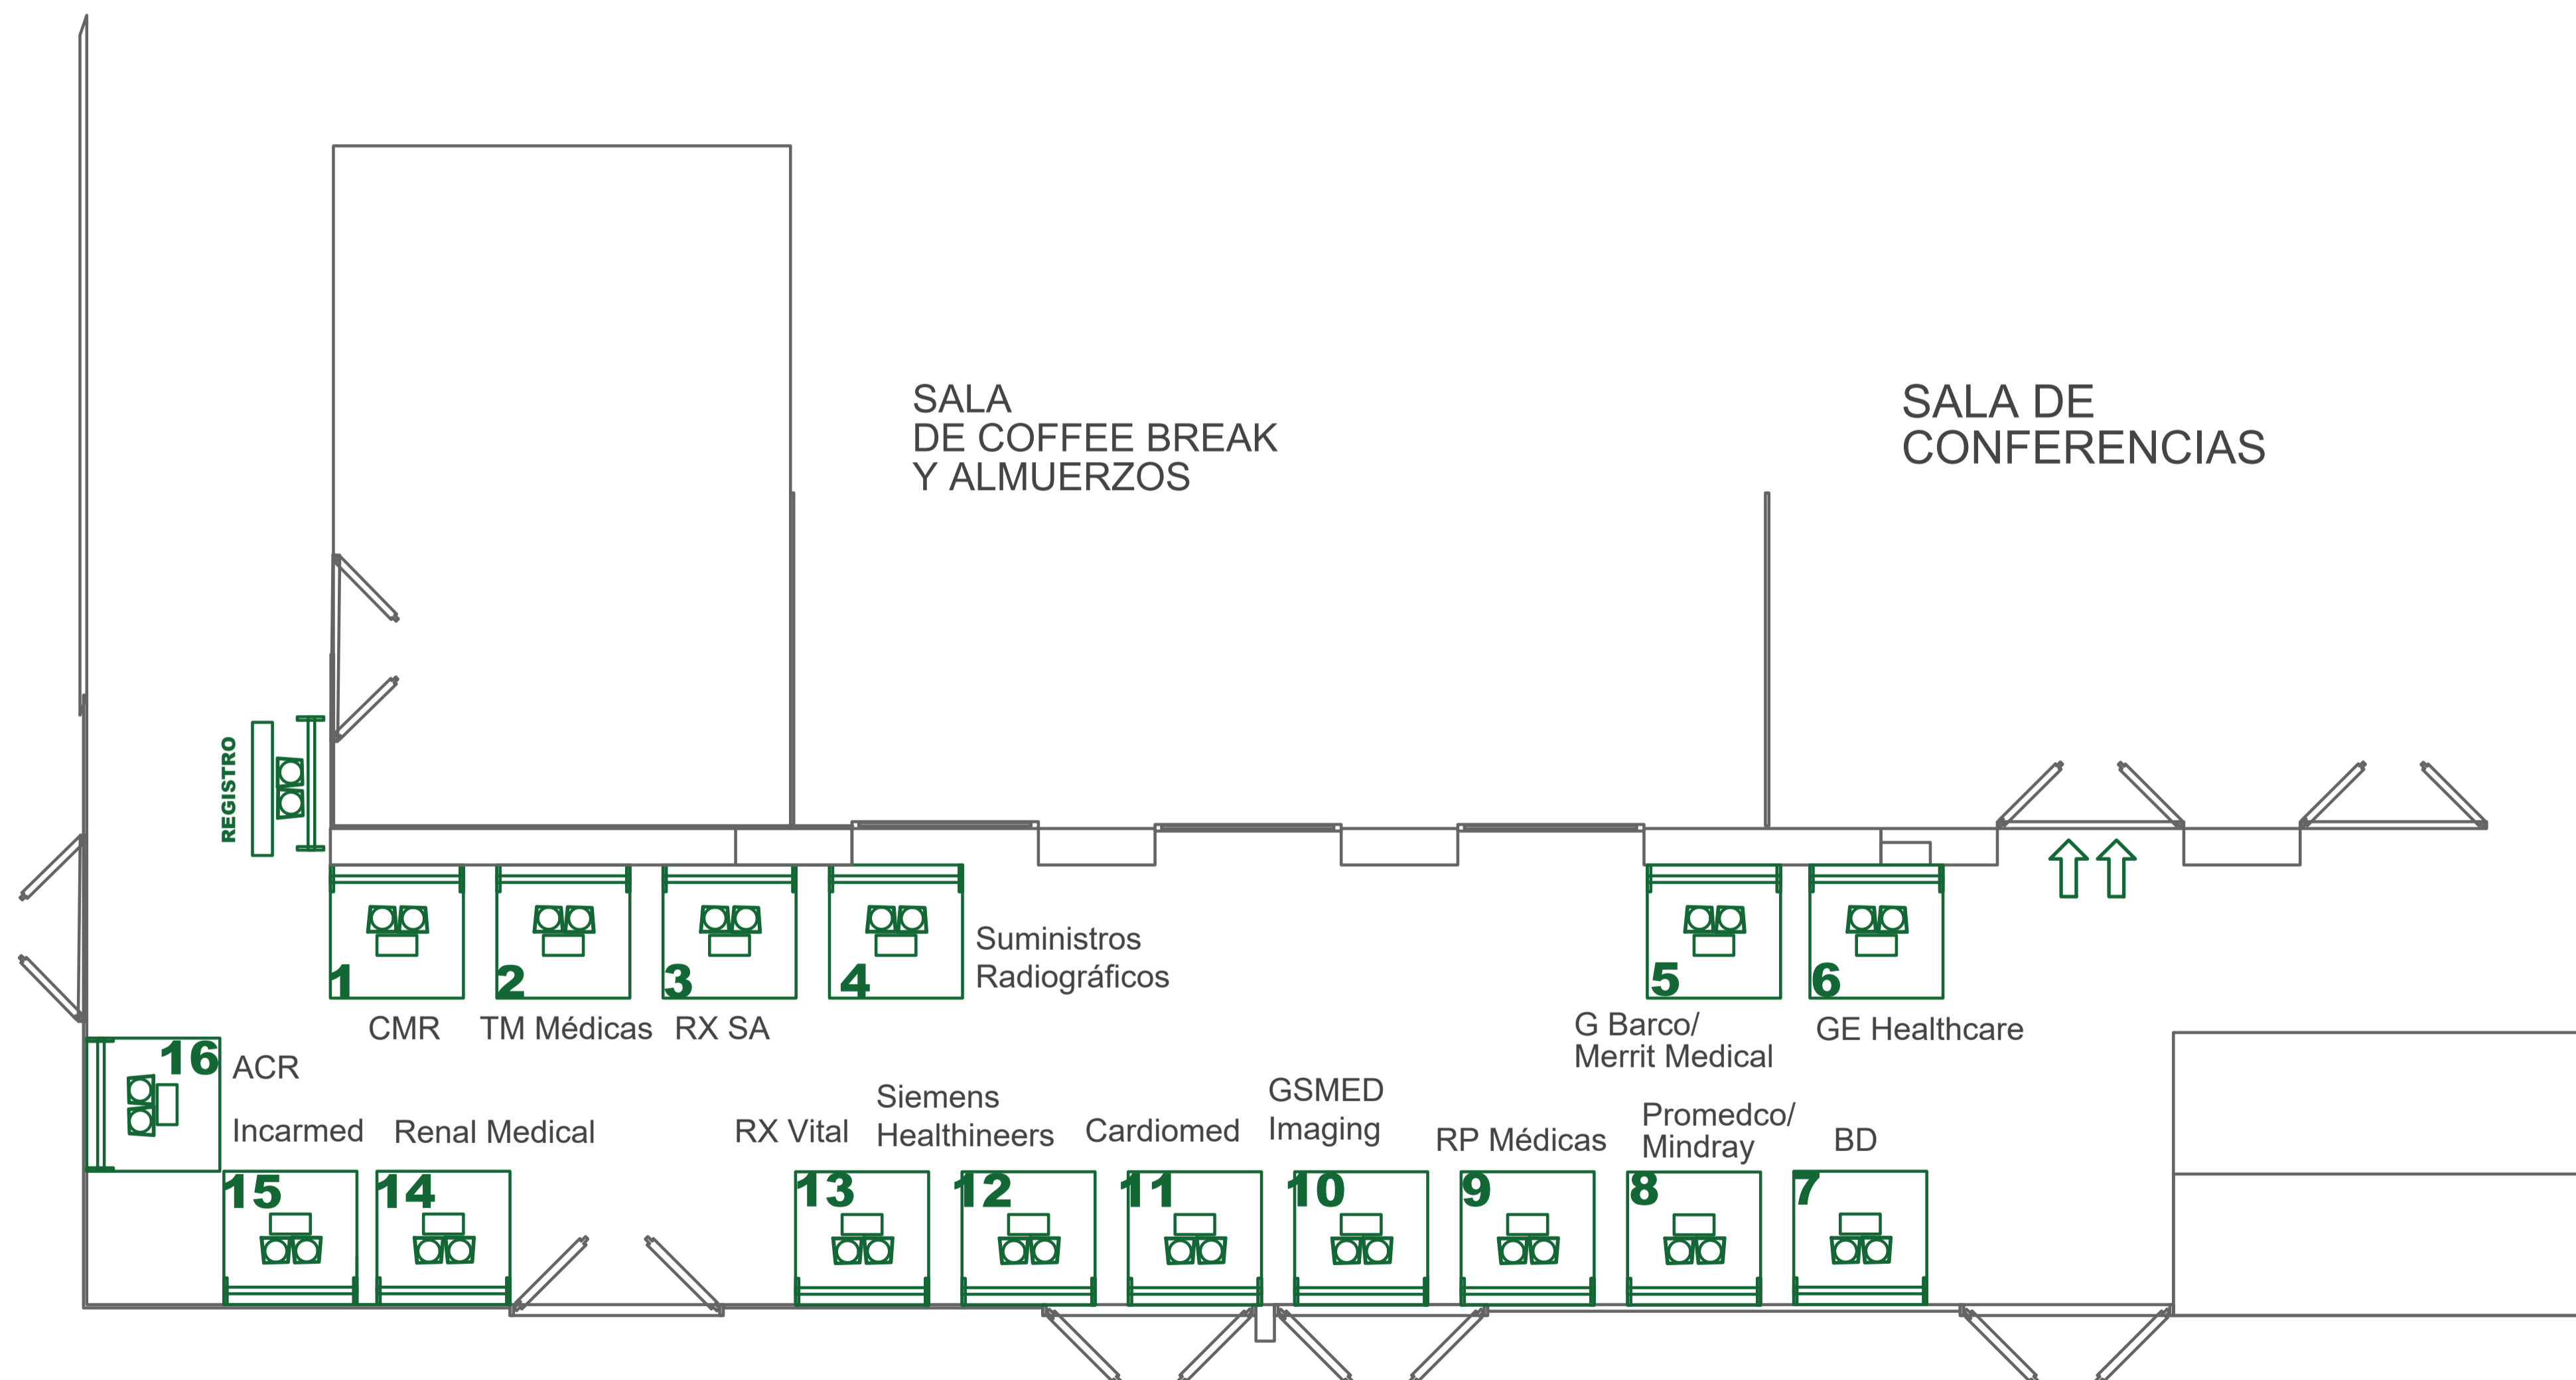 SALA
DE COFFEE BREAK
Y ALMUERZOS
SALA DE
CONFERENCIAS
REGISTRO
1
2
3
4
5
6
Suministros
Radiográficos
CMR
TM Médicas
RX SA
G Barco/
Merrit Medical
GE Healthcare
16
ACR
Incarmed
Renal Medical
RX Vital
Siemens
Healthineers
Cardiomed
GSMED
Imaging
RP Médicas
Promedco/
Mindray
BD
15
14
13
12
11
10
9
8
7